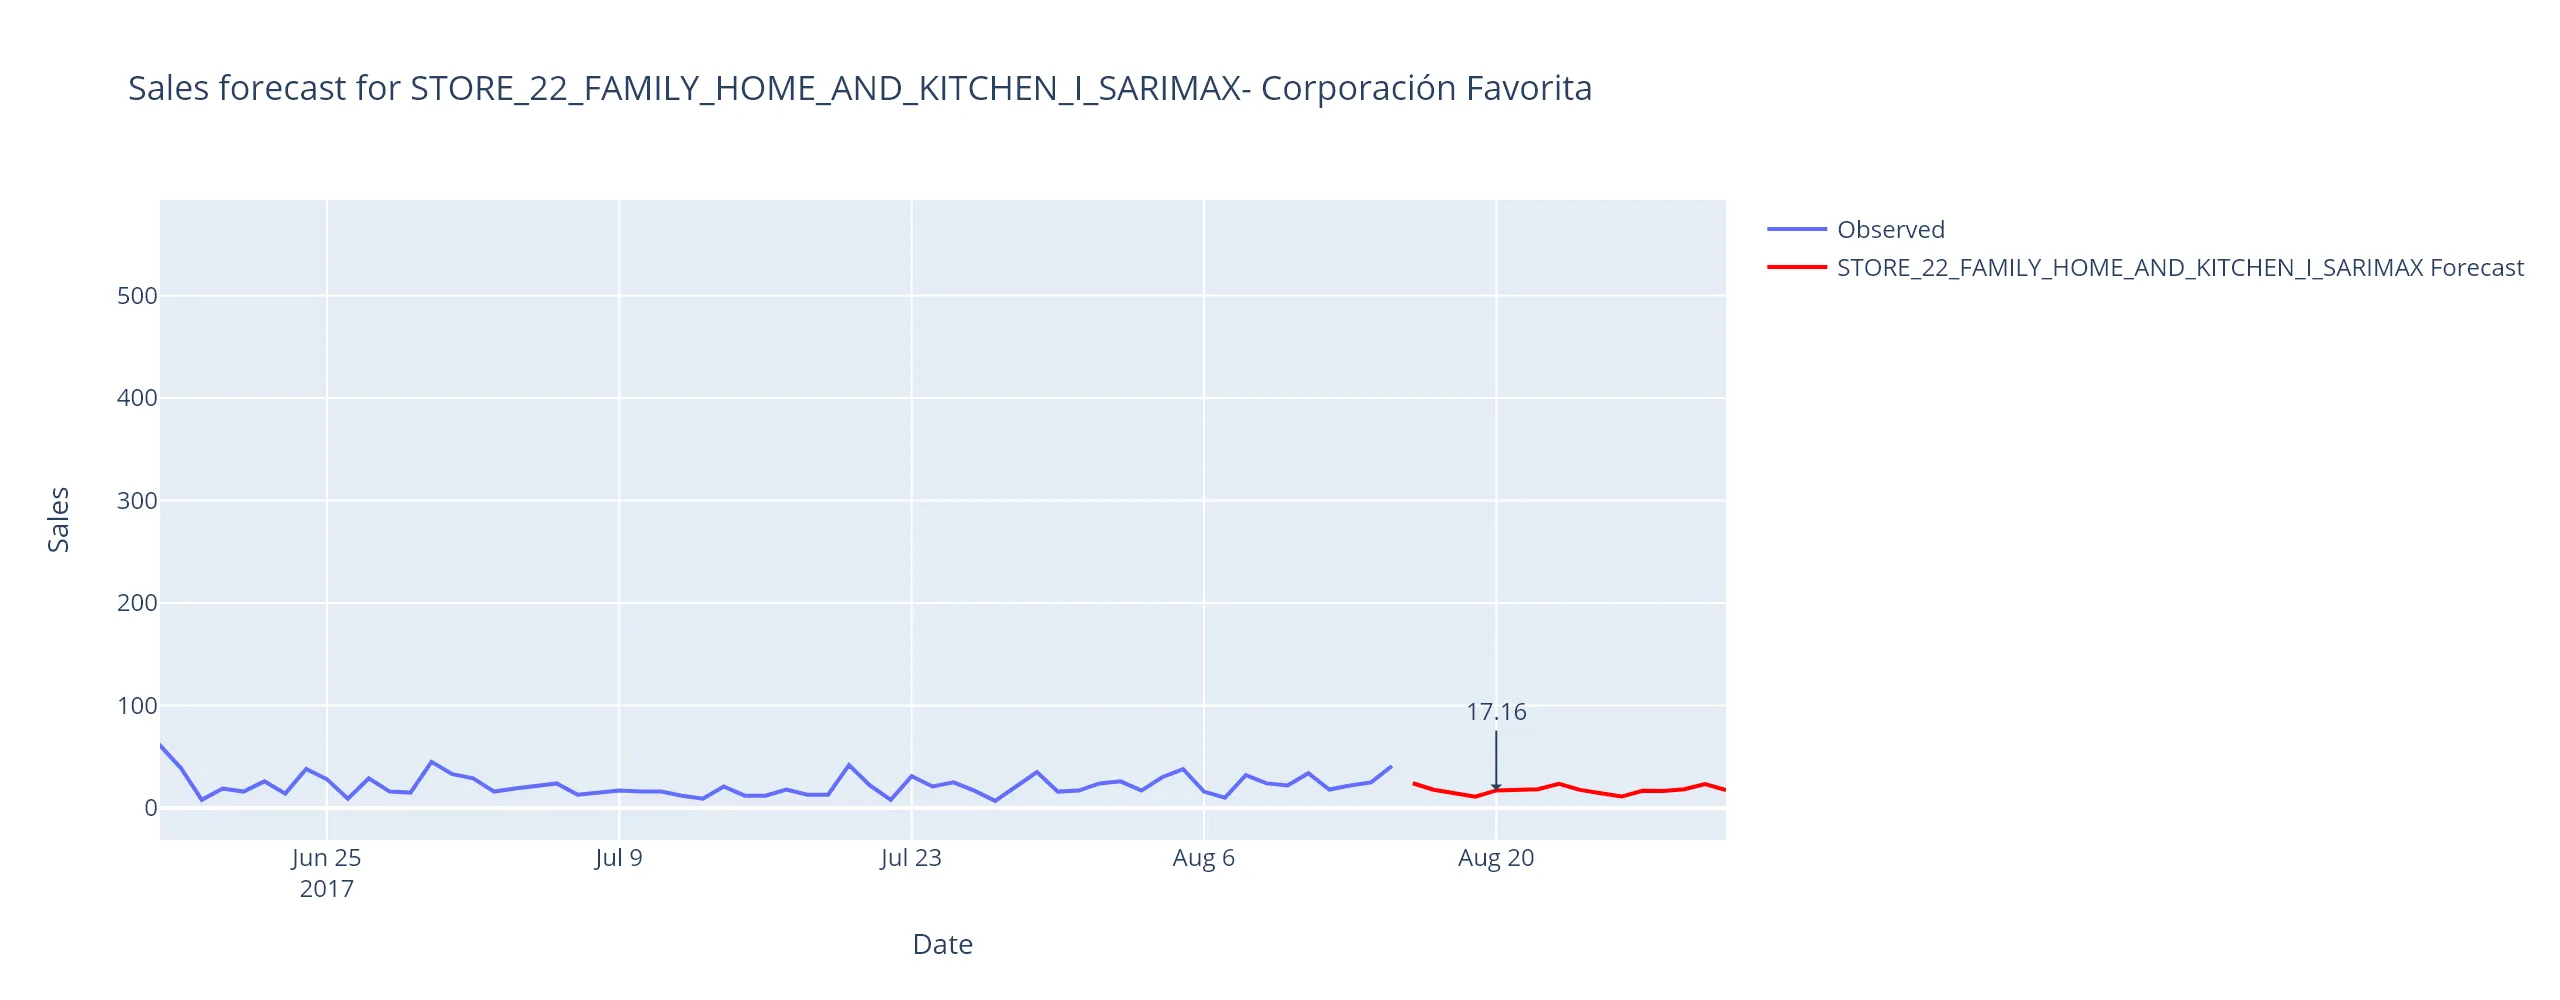 Sales forecast for STORE_22_FAMILY_HOME_AND_KITCHEN_I_SARIMAX- Corporación Favorita
Observed
STORE_22_FAMILY_HOME_AND_KITCHEN_I_SARIMAX Forecast
Sales
500
400
300
200
100
0
17.16
Jun 25
2017
Jul 9
Jul 23
Aug 6
Aug 20
Date